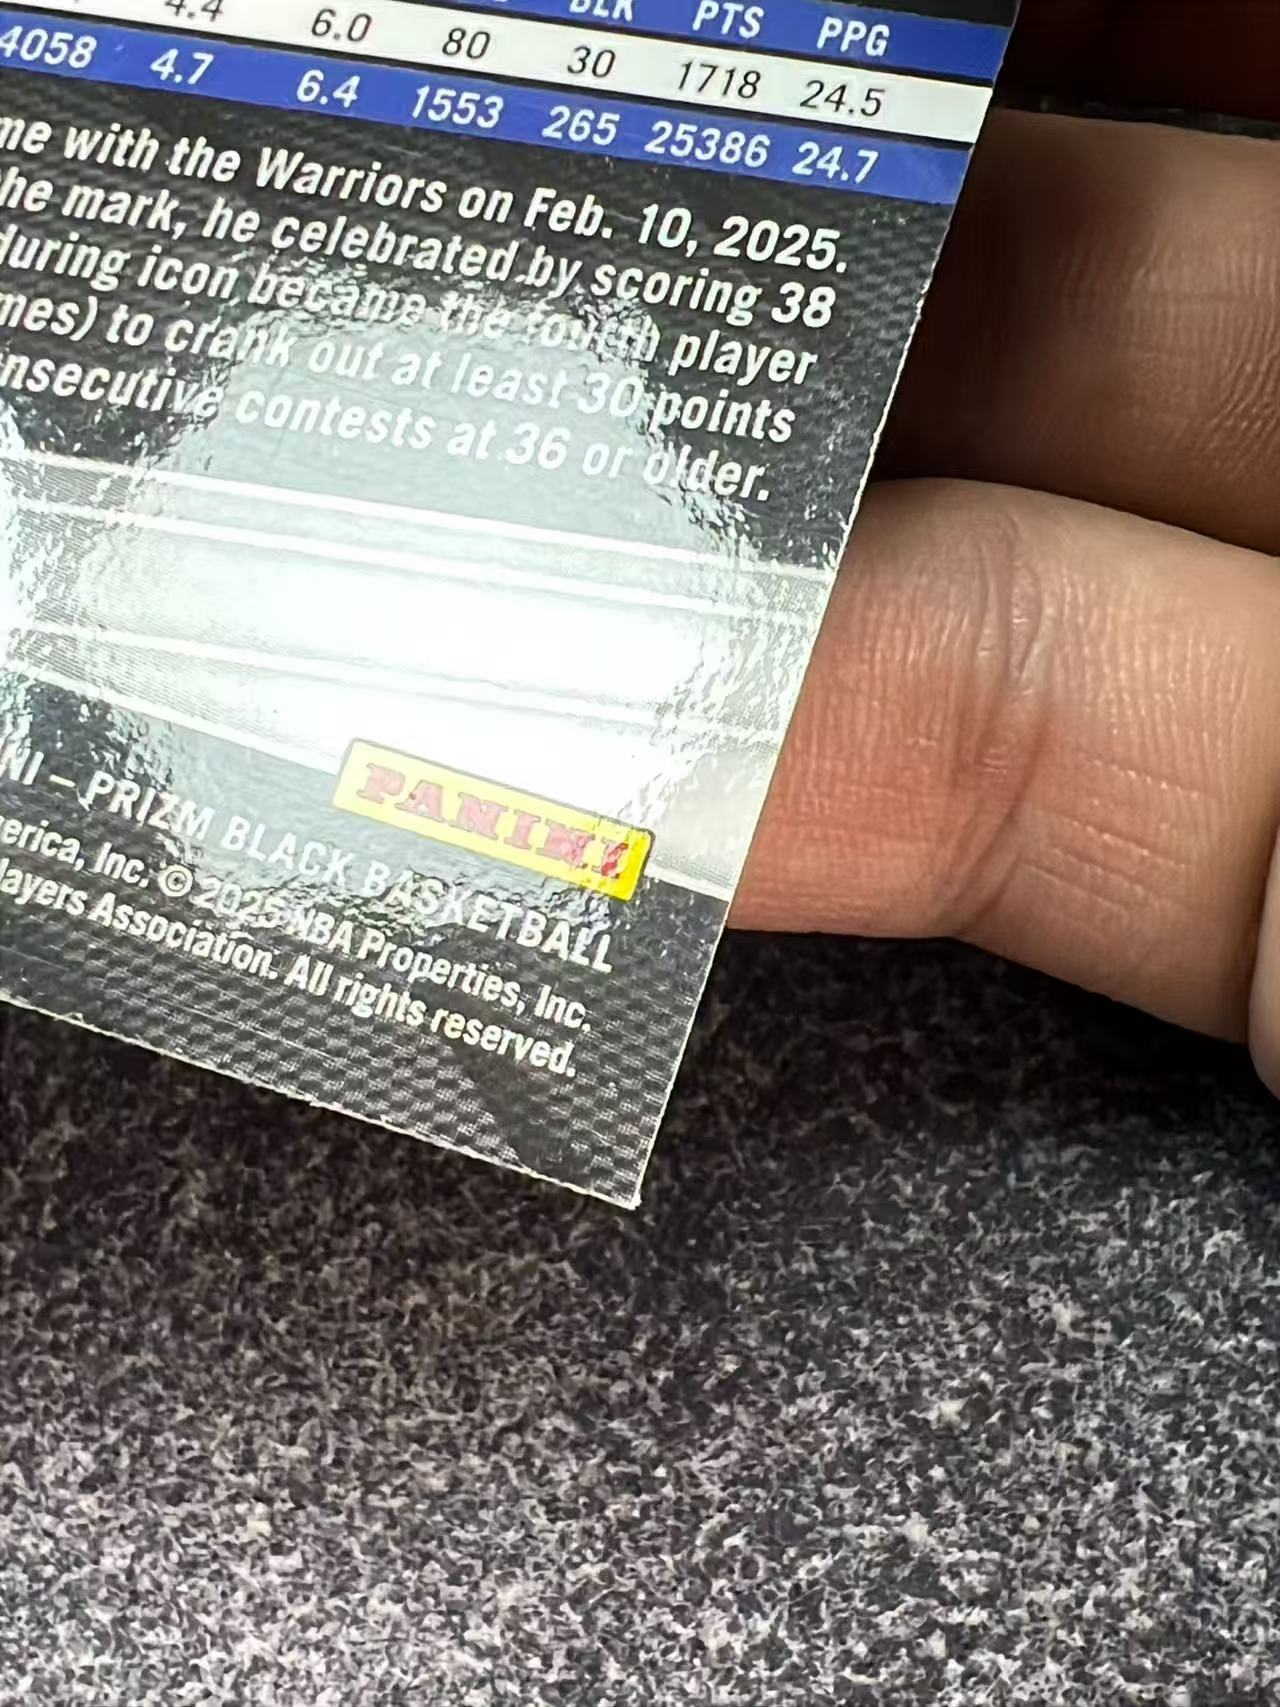 BLK PTS PPG
4.4 6.0 80 30 1718 24.5
4058 4.7 6.4 1553 265 25386 24.7
me with the Warriors on Feb. 10, 2025.
he mark, he celebrated by scoring 38
during icon became the fourth player
mes) to crank out at least 30 points
nsecutive contests at 36 or older.
PANINI
NI – PRIZM BLACK BASKETBALL
erica, Inc. © 2025 NBA Properties, Inc.
layers Association. All rights reserved.